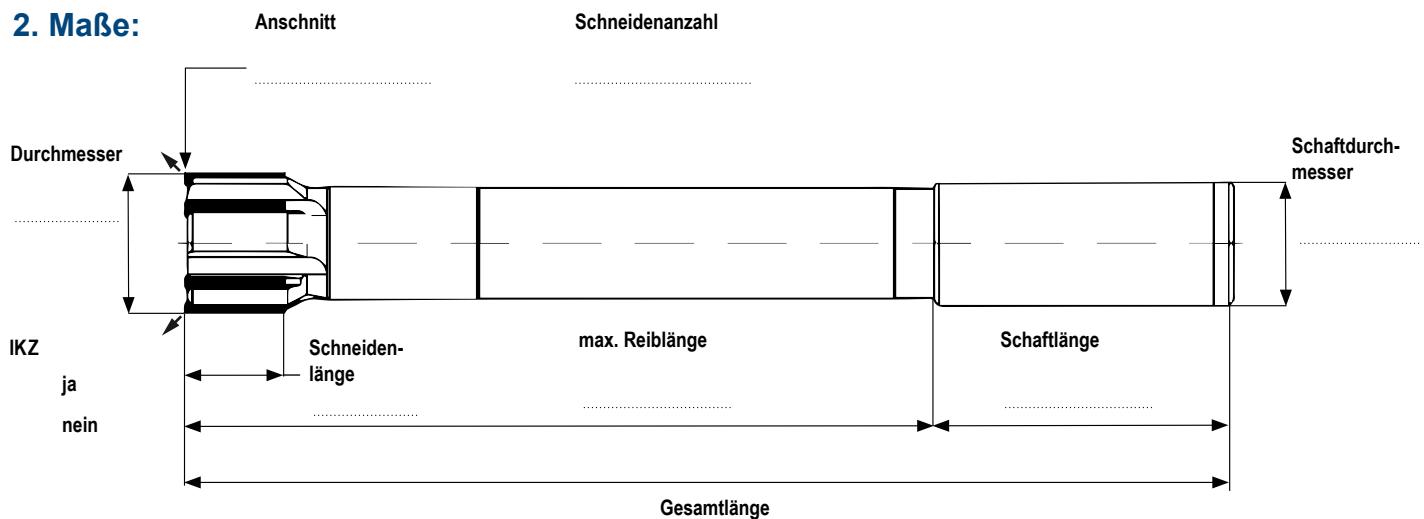 2. Maße:
Anschnitt
Schneidenanzahl
Durchmesser
Schaftdurch-
messer
IKZ
ja
nein
Schneiden-
länge
max. Reiblänge
Schaftlänge
Gesamtlänge